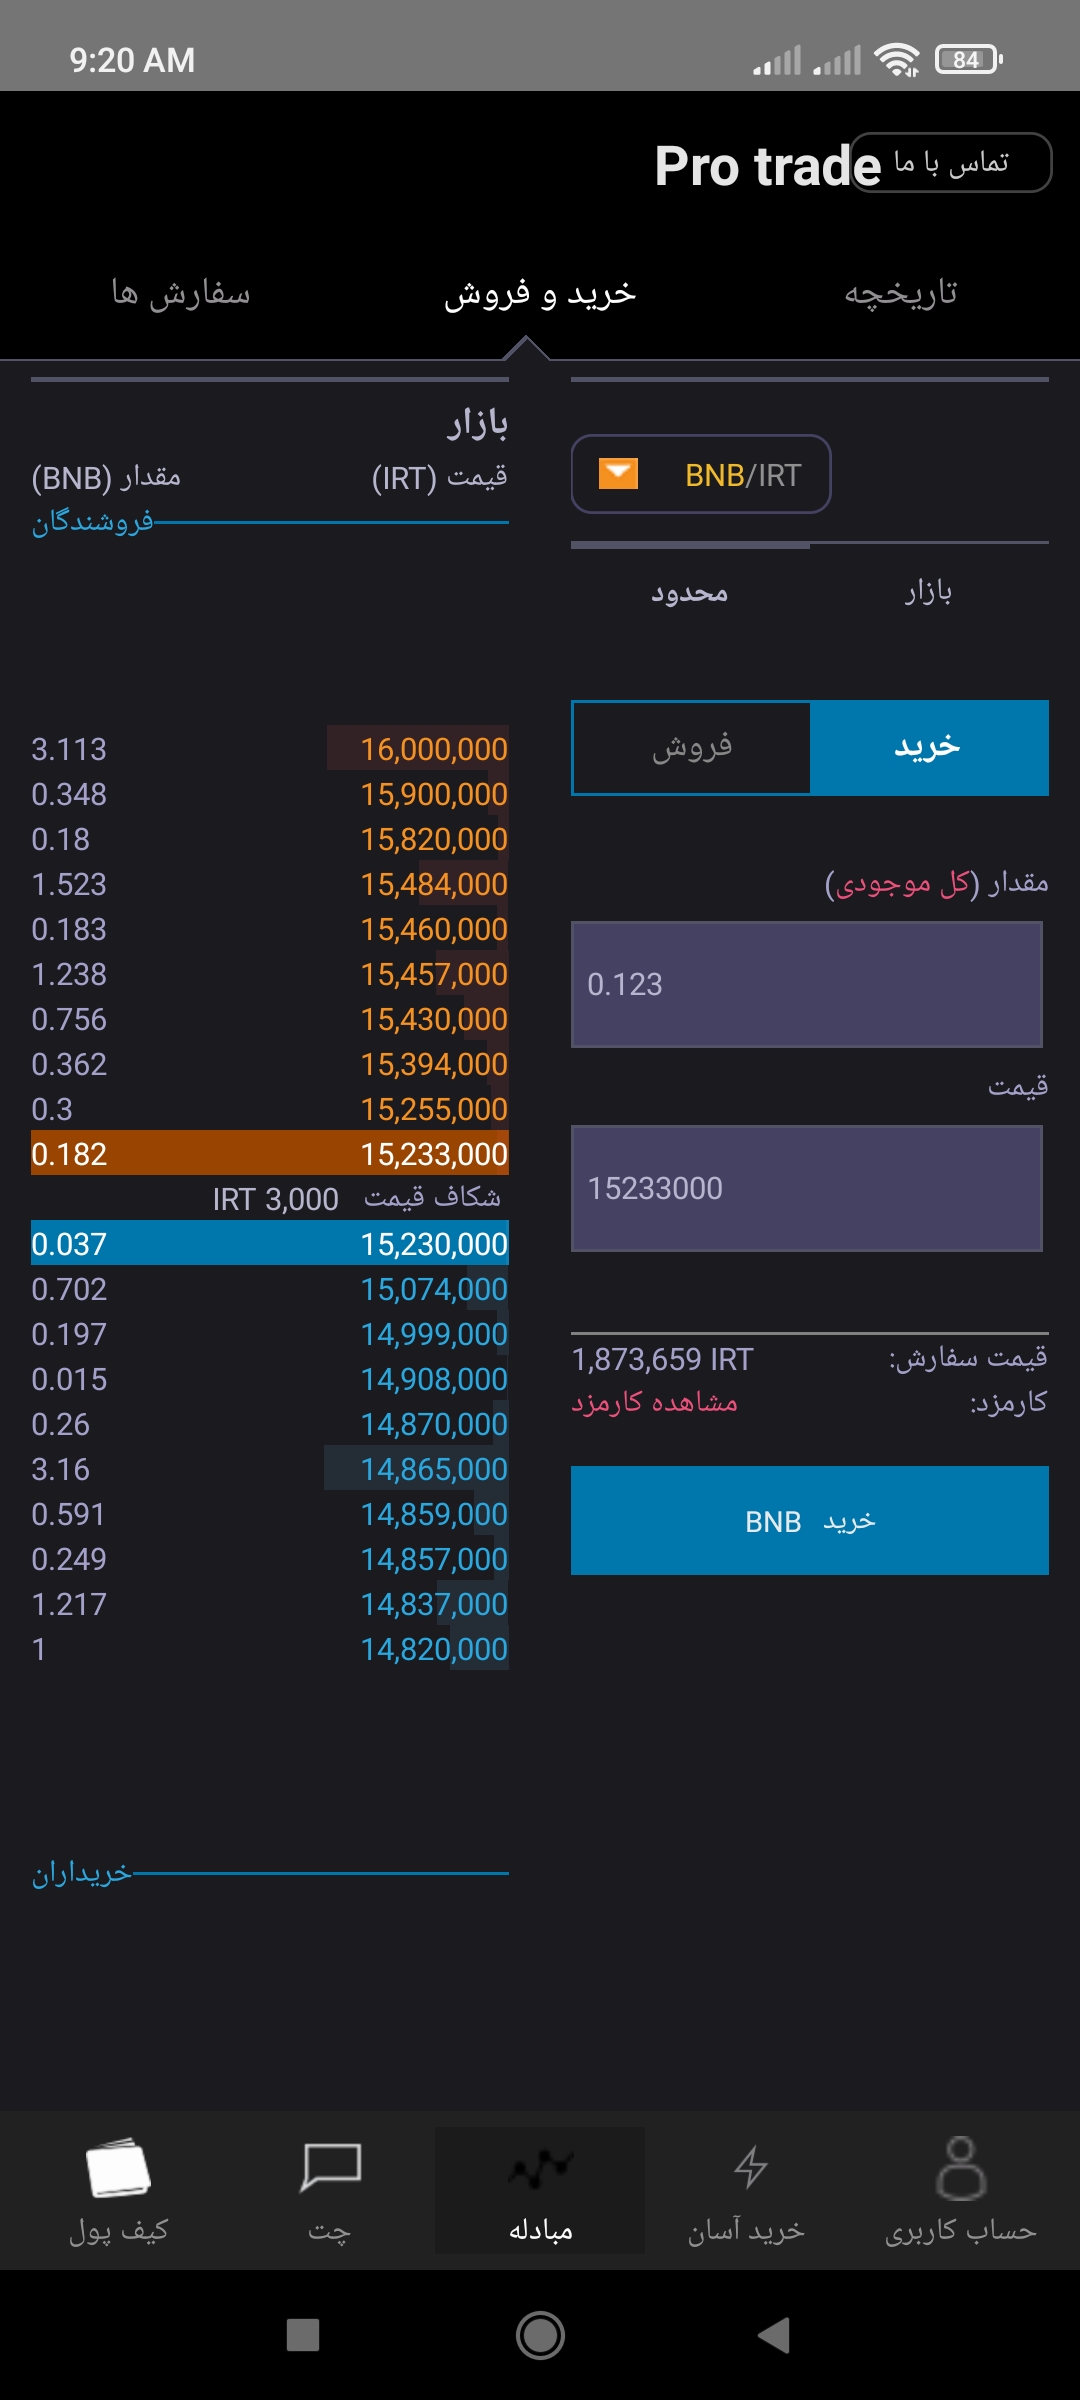 9:20 AM
84
Pro trade
تماس با ما
تاریخچه
خرید و فروش
سفارش ها
بازار
قیمت (IRT) مقدار (BNB)
فروشندگان
16,000,000 3.113
15,900,000 0.348
15,820,000 0.18
15,484,000 1.523
15,460,000 0.183
15,457,000 1.238
15,430,000 0.756
15,394,000 0.362
15,255,000 0.3
15,233,000 0.182
شکاف قیمت 3,000 IRT
15,230,000 0.037
15,074,000 0.702
14,999,000 0.197
14,908,000 0.015
14,870,000 0.26
14,865,000 3.16
14,859,000 0.591
14,857,000 0.249
14,837,000 1.217
14,820,000 1
خریداران
BNB/IRT
بازار
محدود
خرید
فروش
مقدار (کل موجودی)
0.123
قیمت
15233000
قیمت سفارش: 1,873,659 IRT
کارمزد: مشاهده کارمزد
خرید BNB
حساب کاربری
خرید آسان
مبادله
چت
کیف پول